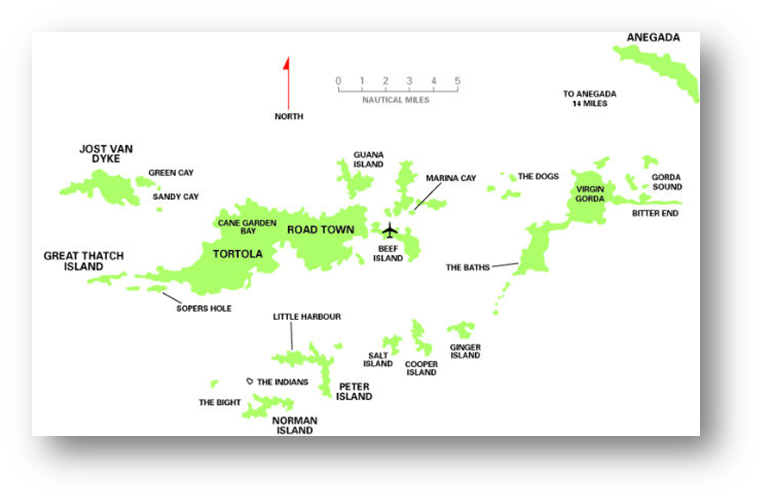 ANEGADA
0 1 2 3 4 5
NAUTICAL MILES
TO ANEGADA
14 MILES
NORTH
JOST VAN
DYKE
GREEN CAY
SANDY CAY
GUANA
ISLAND
MARINA CAY
THE DOGS
VIRGIN
GORDA
GORDA
SOUND
BITTER END
CANE GARDEN
BAY
ROAD TOWN
TORTOLA
BEEF
ISLAND
GREAT THATCH
ISLAND
THE BATHS
SOPERS HOLE
LITTLE HARBOUR
SALT
ISLAND
COOPER
ISLAND
GINGER
ISLAND
THE INDIANS
PETER
ISLAND
THE BIGHT
NORMAN
ISLAND